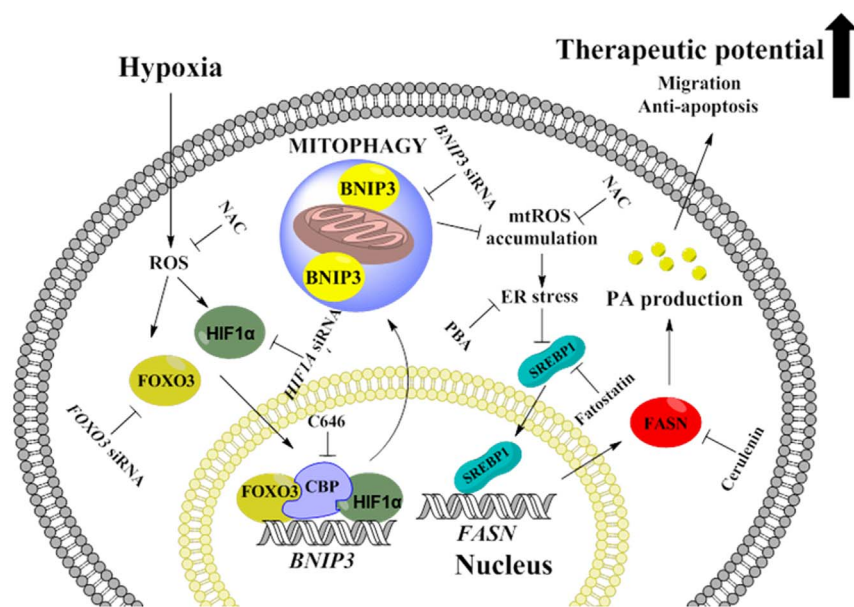 Hypoxia
Therapeutic potential
Migration
Anti-apoptosis
MITOPHAGY
BNIP3
BNIP3
BNIP3 siRNA
NAC
ROS
mtROS
accumulation
NAC
ER stress
PBA
PA production
HIF1α
HIF1A siRNA
FOXO3
FOXO3 siRNA
SREBP1
Fatostatin
FASN
Cerulenin
C646
FOXO3
CBP
HIF1α
BNIP3
SREBP1
FASN
Nucleus